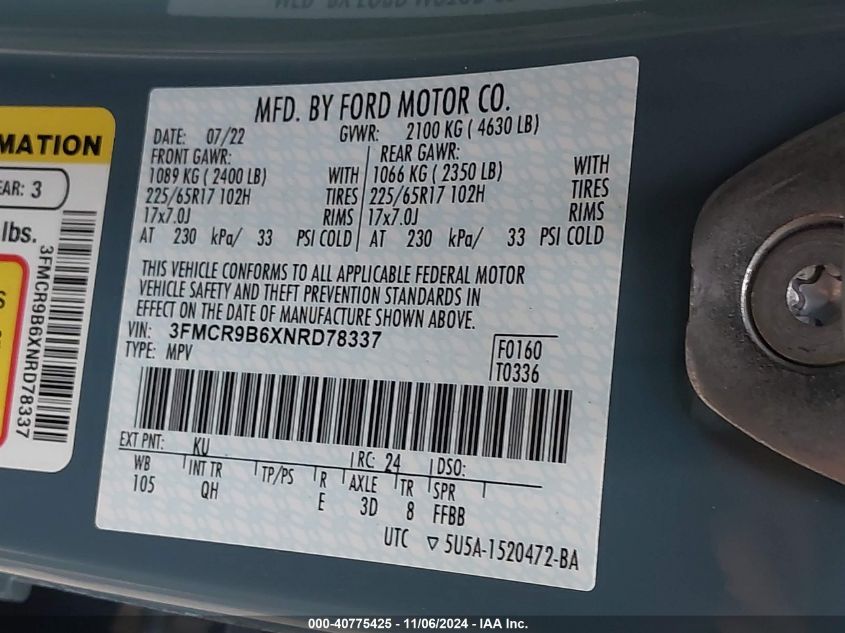 MFD. BY FORD MOTOR CO.
DATE: 07/22 GVWR: 2100 KG ( 4630 LB)
FRONT GAWR: REAR GAWR:
1089 KG ( 2400 LB) WITH 1066 KG ( 2350 LB) WITH
225/65R17 102H TIRES 225/65R17 102H TIRES
17x7.0J RIMS 17x7.0J RIMS
AT 230 kPa/ 33 PSI COLD AT 230 kPa/ 33 PSI COLD
THIS VEHICLE CONFORMS TO ALL APPLICABLE FEDERAL MOTOR
VEHICLE SAFETY AND THEFT PREVENTION STANDARDS IN
EFFECT ON THE DATE OF MANUFACTURE SHOWN ABOVE.
VIN: 3FMCR9B6XNRD78337
TYPE: MPV
F0160
T0336
EXT PNT: KU RC: 24 DSO:
WB INT TR TP/PS R AXLE TR SPR
105 QH E 3D 8 FFBB
UTC ▽ 5U5A-1520472-BA
MATION
EAR: 3
lbs.
3FMCR9B6XNRD78337
000-40775425 - 11/06/2024 - IAA Inc.